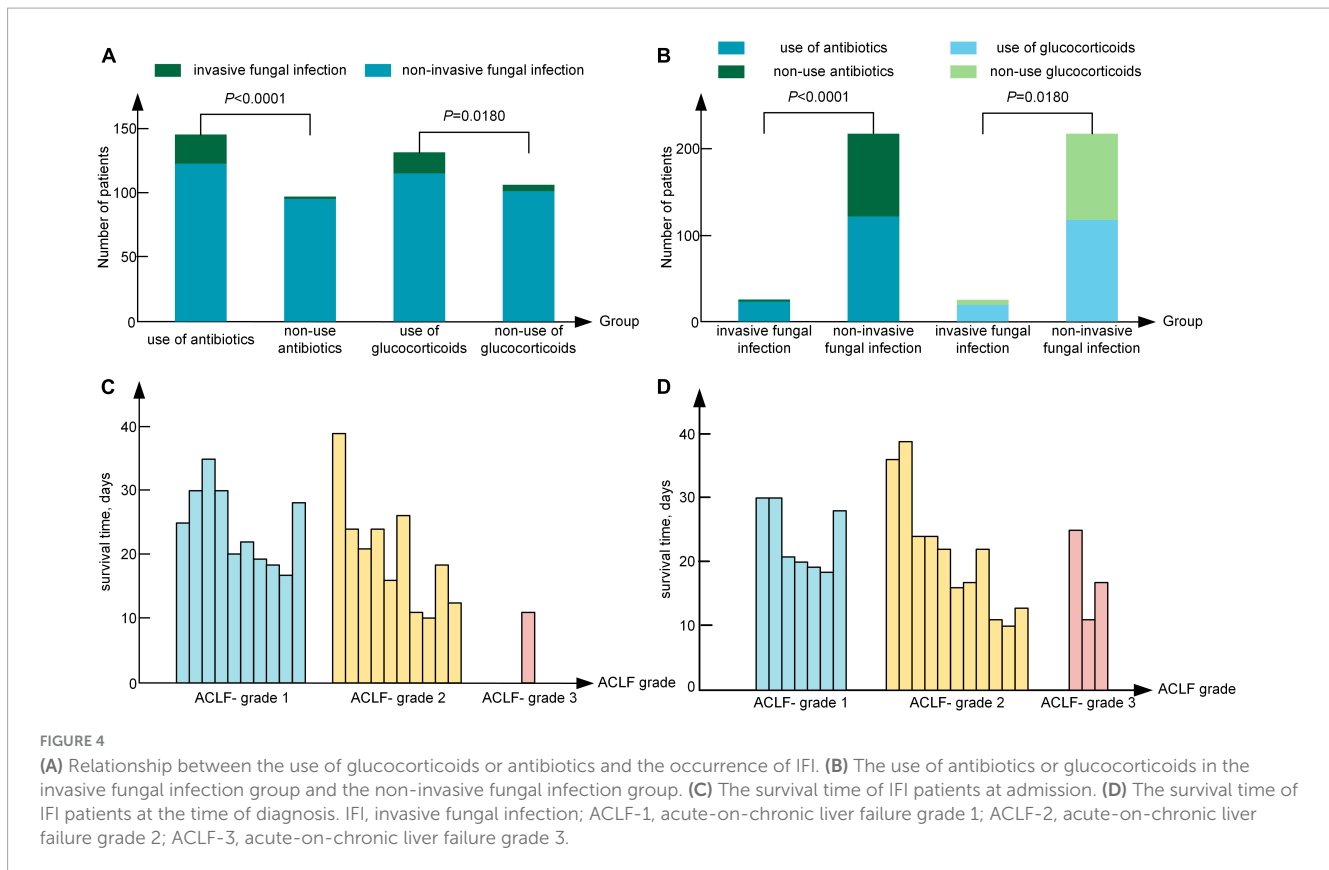 A
invasive fungal infection non-invasive fungal infection
P<0.0001
P=0.0180
Number of patients
150
100
50
0
Group
use of antibiotics
non-use
antibiotics
use of
glucocorticoids
non-use of
glucocorticoids
B
use of antibiotics use of glucocorticoids
non-use antibiotics non-use glucocorticoids
P<0.0001 P=0.0180
Number of patients
200
100
0
Group
invasive fungal
infection
non-invasive
fungal infection
invasive fungal
infection
non-invasive
fungal infection
C
survival time, days
40
30
20
10
0
ACLF grade
ACLF- grade 1 ACLF- grade 2 ACLF- grade 3
D
survival time, days
40
30
20
10
0
ACLF grade
ACLF- grade 1 ACLF- grade 2 ACLF- grade 3
FIGURE 4
(A) Relationship between the use of glucocorticoids or antibiotics and the occurrence of IFI. (B) The use of antibiotics or glucocorticoids in the
invasive fungal infection group and the non-invasive fungal infection group. (C) The survival time of IFI patients at admission. (D) The survival time of
IFI patients at the time of diagnosis. IFI, invasive fungal infection; ACLF-1, acute-on-chronic liver failure grade 1; ACLF-2, acute-on-chronic liver
failure grade 2; ACLF-3, acute-on-chronic liver failure grade 3.